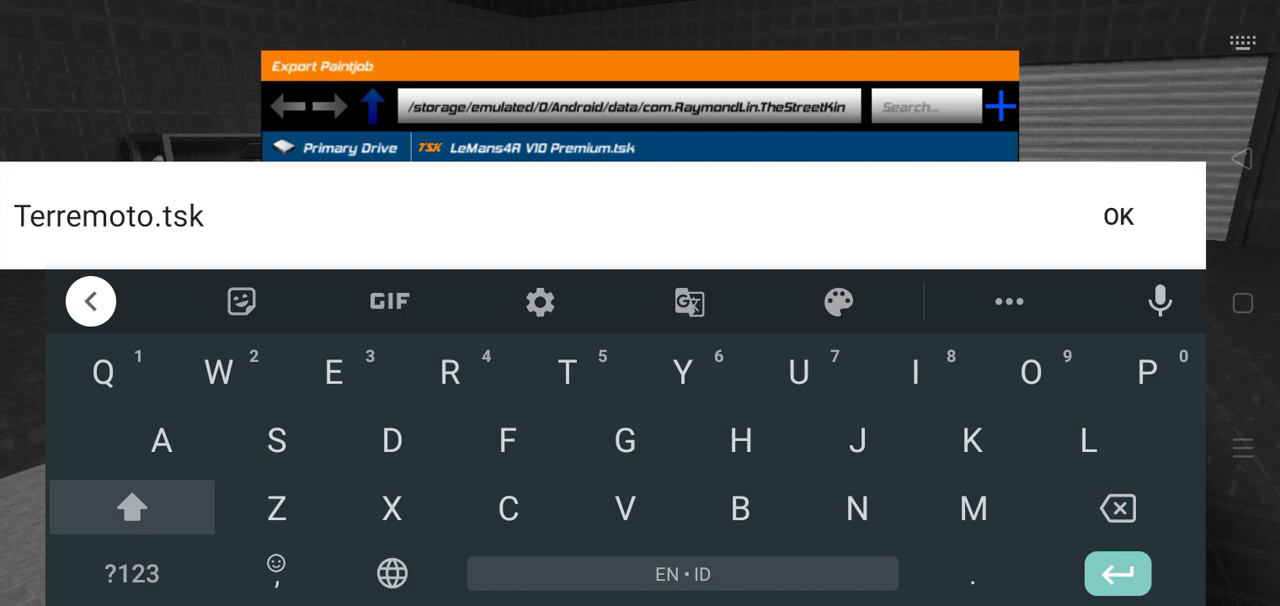 Export Paintjob
/storage/emulated/0/Android/data/com.RaymondLin.TheStreetKin Search...
Primary Drive TSK LeMans4R V10 Premium.tsk
Terremoto.tsk OK
GIF G
Q 1 W 2 E 3 R 4 T 5 Y 6 U 7 I 8 O 9 P 0
A S D F G H J K L
Z X C V B N M
?123 , EN • ID .